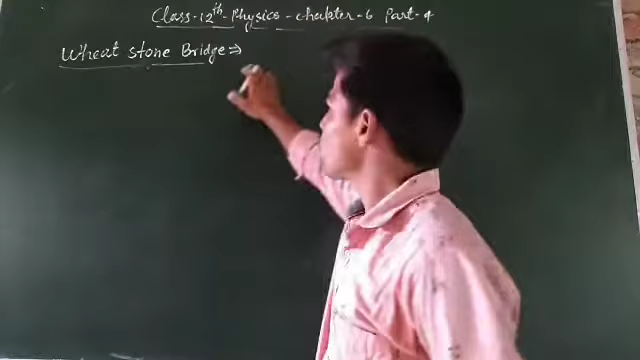 Class-12th-Physics-chapter-6 Part-4
Wheat stone Bridge ⇒